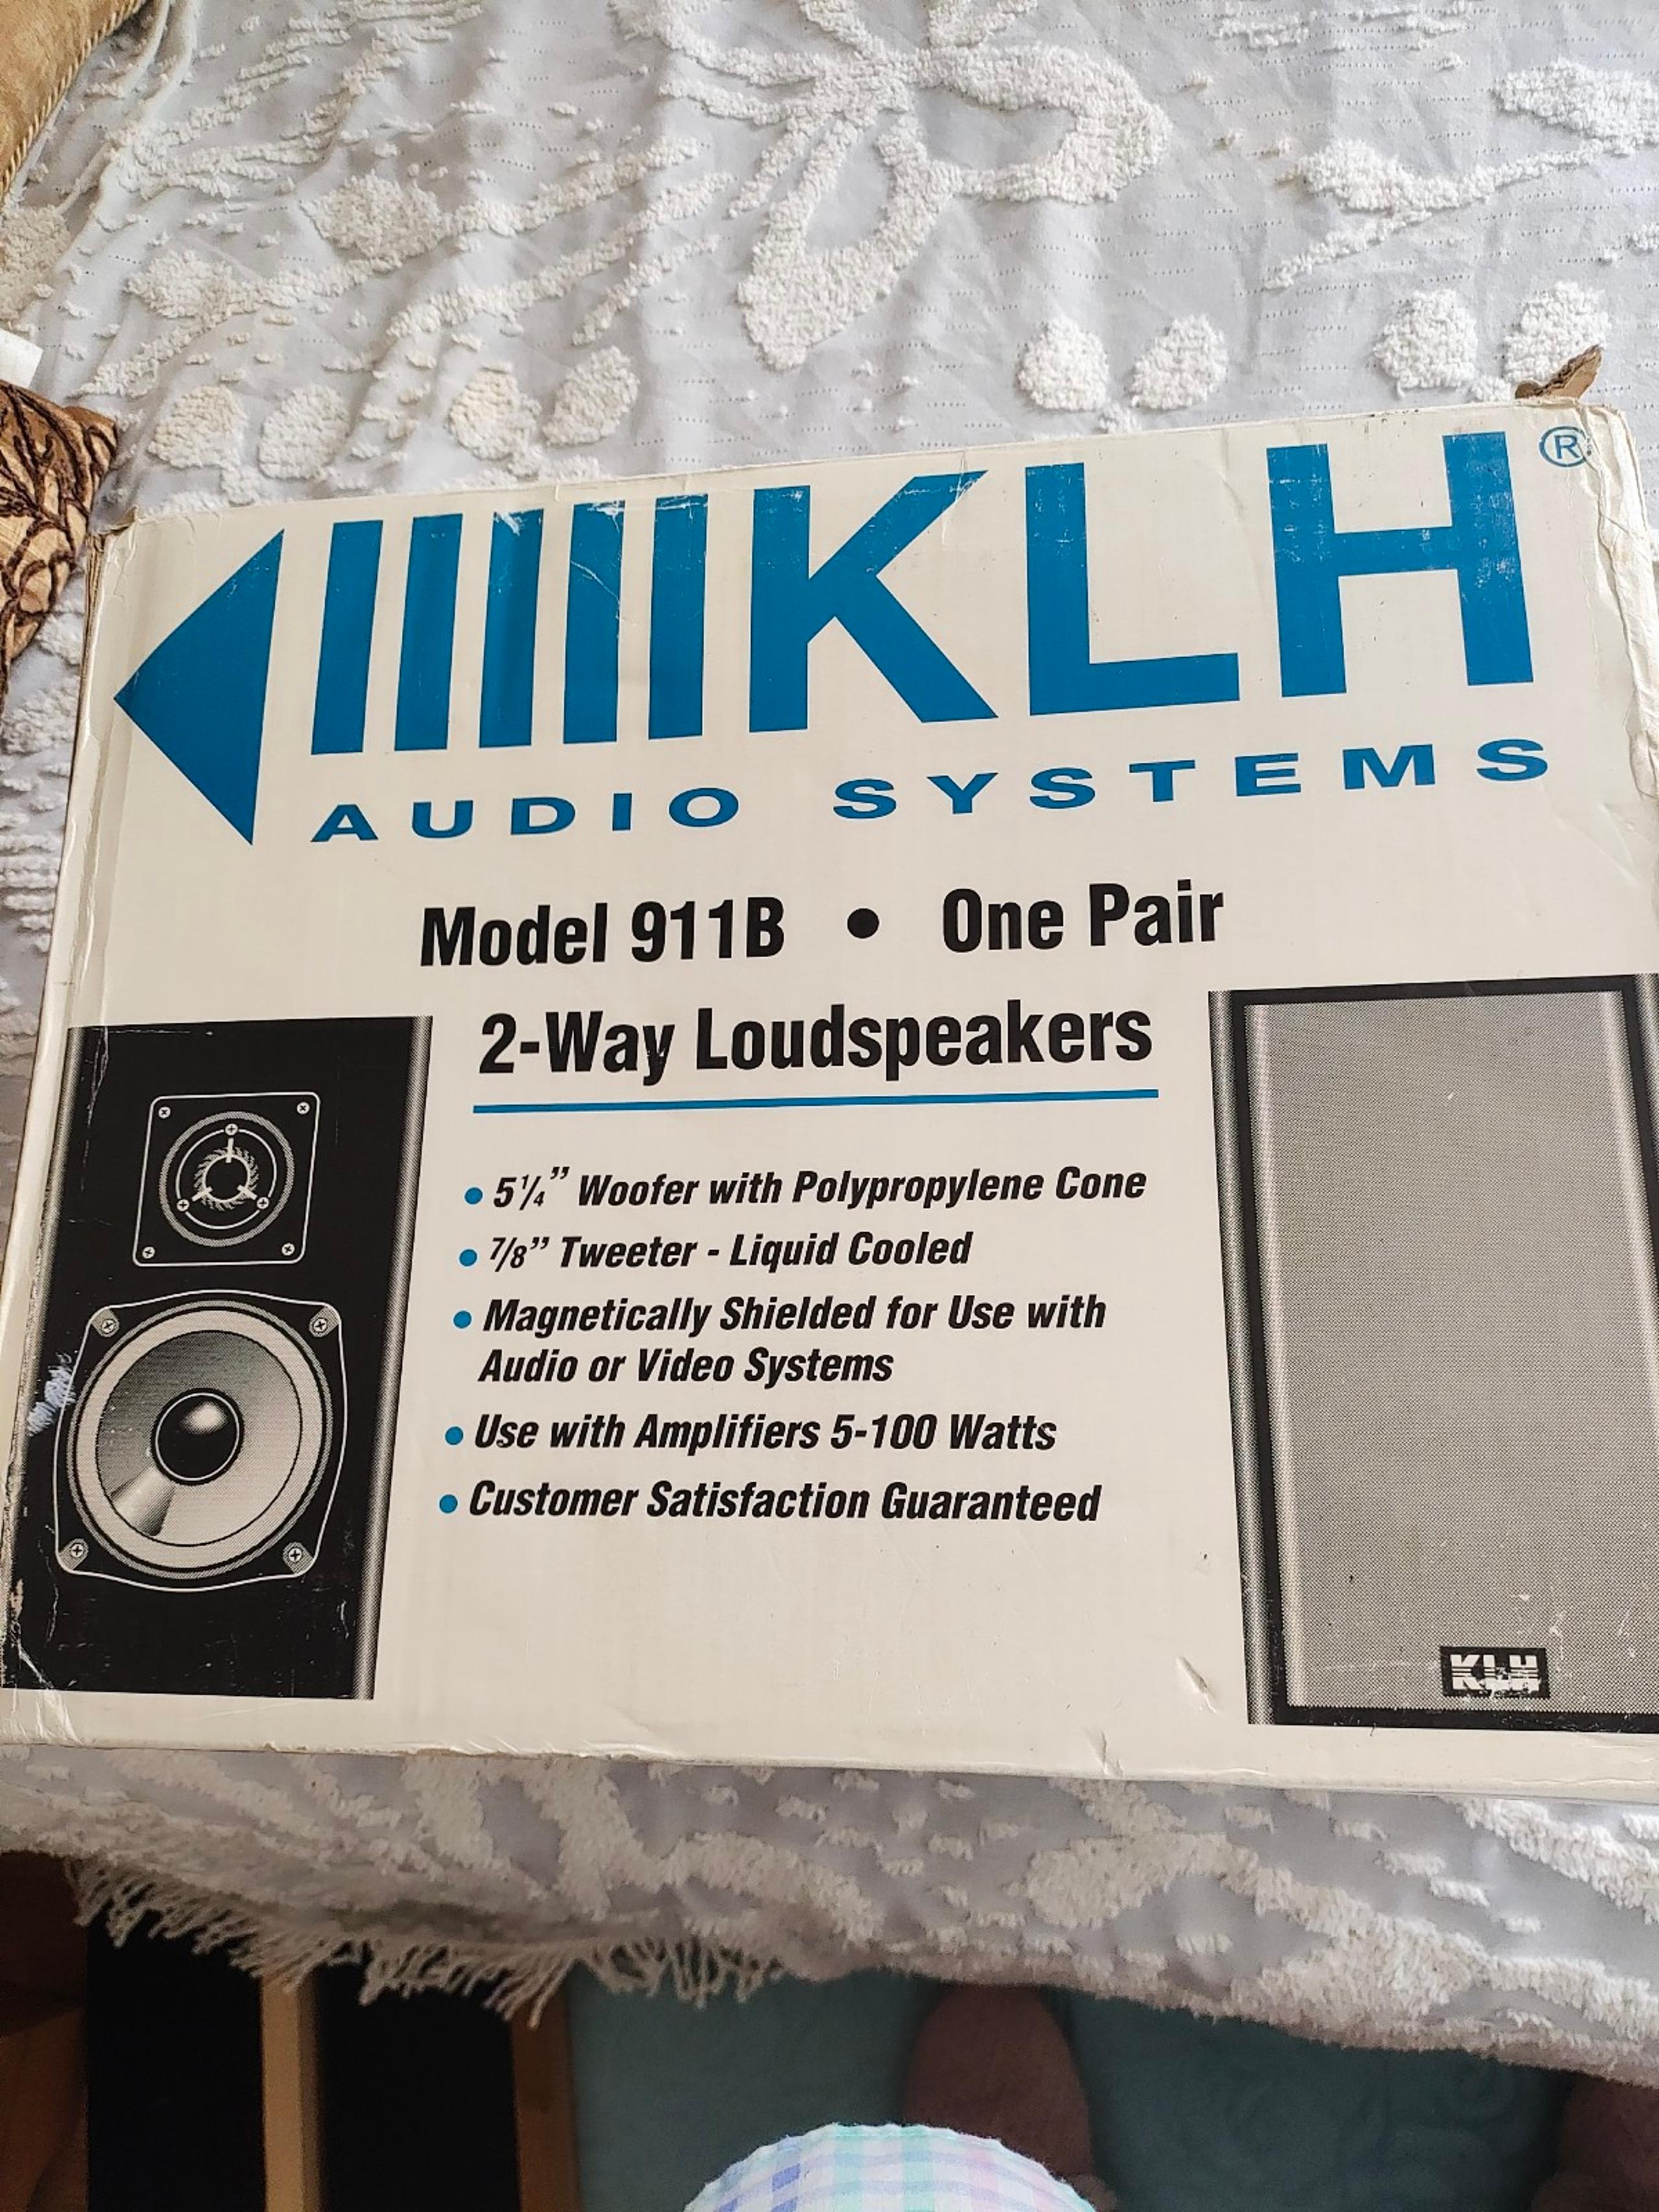 KLH®
AUDIO SYSTEMS
Model 911B • One Pair
2-Way Loudspeakers
• 5¼” Woofer with Polypropylene Cone
• ⅞” Tweeter - Liquid Cooled
• Magnetically Shielded for Use with
Audio or Video Systems
• Use with Amplifiers 5-100 Watts
• Customer Satisfaction Guaranteed
KLH